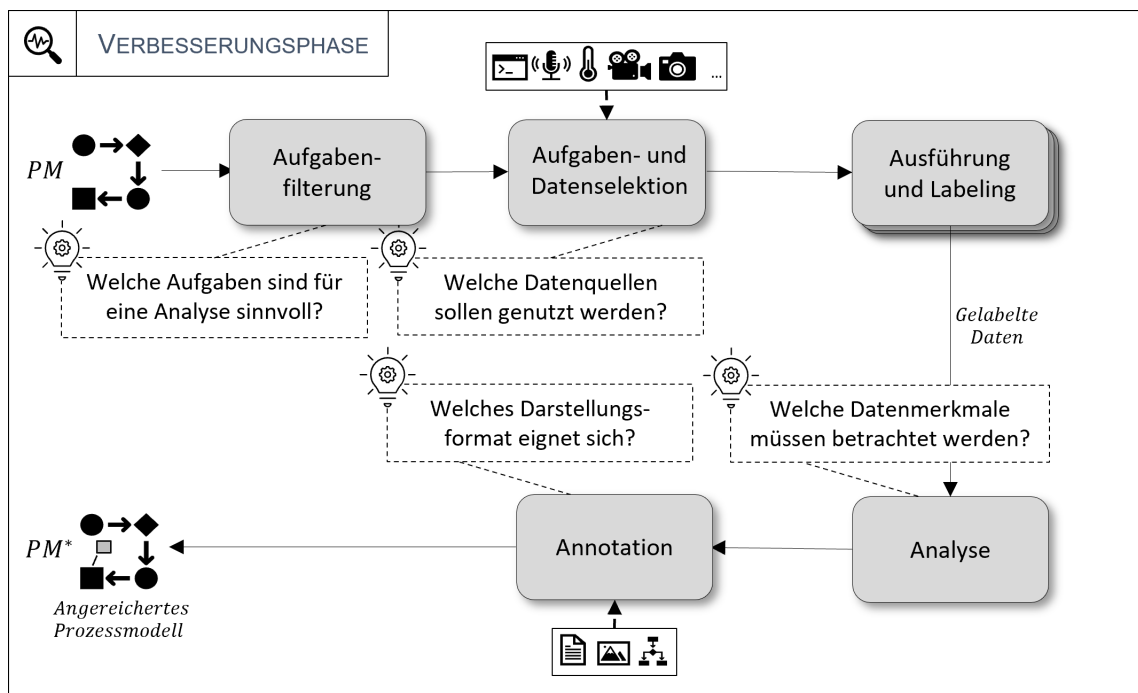 VERBESSERUNGSPHASE
>_
...
PM
Aufgaben-
filterung
Aufgaben- und
Datenselektion
Ausführung
und Labeling
Welche Aufgaben sind für
eine Analyse sinnvoll?
Welche Datenquellen
sollen genutzt werden?
Gelabelte
Daten
Welches Darstellungs-
format eignet sich?
Welche Datenmerkmale
müssen betrachtet werden?
PM*
Angereichertes
Prozessmodell
Annotation
Analyse